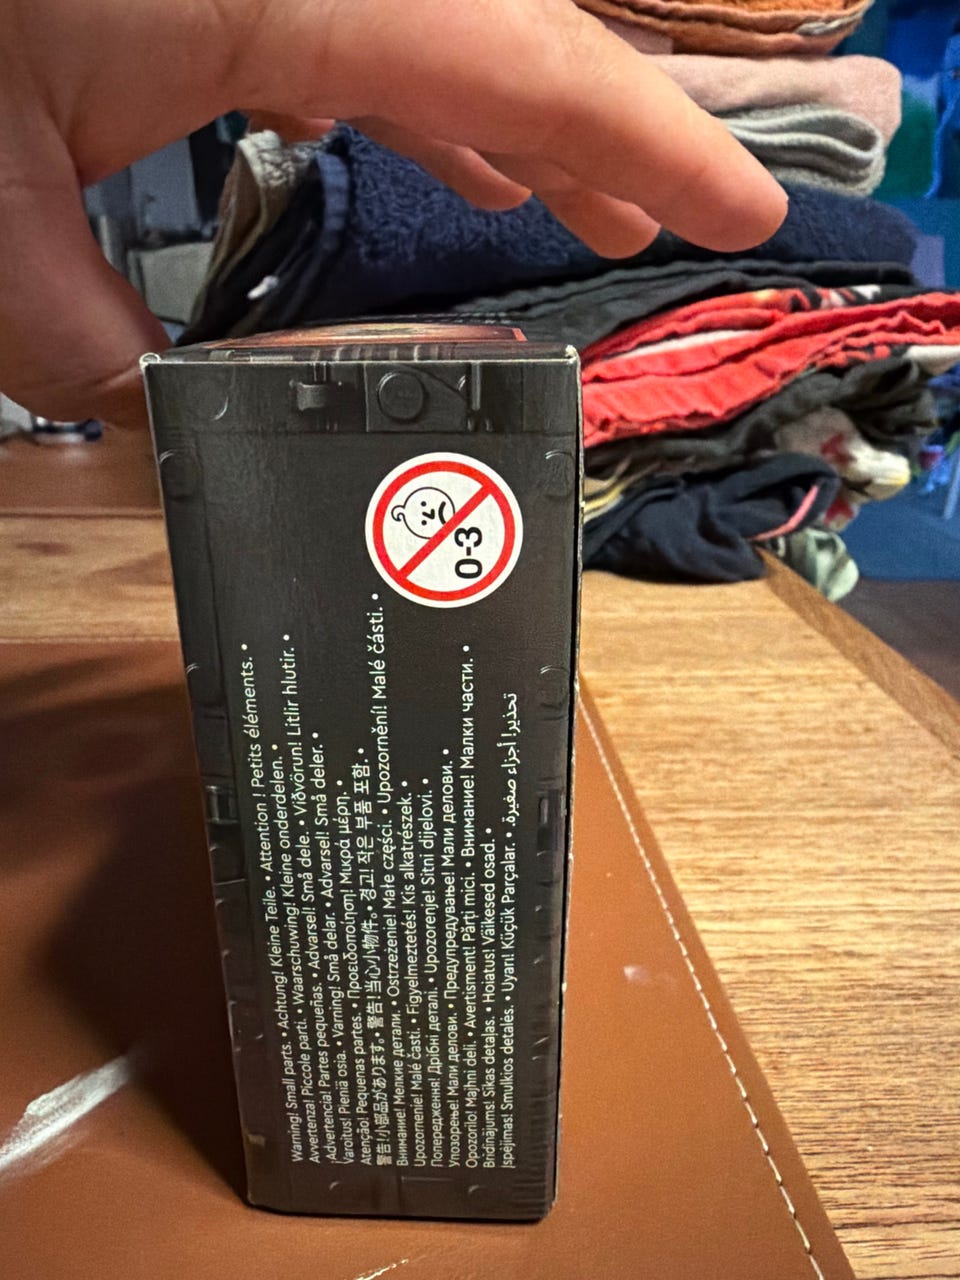 0-3
Warning! Small parts. • Achtung! Kleine Teile. • Attention ! Petits éléments. •
Avvertenza! Piccole parti. • Waarschuwing! Kleine onderdelen. •
¡Advertencia! Partes pequeñas. • Advarsel! Små dele. • Viðvörun! Litlir hlutir. •
Varoitus! Pieniä osia. • Varning! Små delar. • Advarsel! Små deler. •
Atenção! Pequenas partes. • Προειδοποίηση! Μικρά μέρη. •
警告!小部品があります。• 警告!当心小物件。• 경고! 작은 부품 포함. •
Внимание! Мелкие детали. • Ostrzeżenie! Małe części. • Upozornění! Malé části. •
Upozornenie! Malé časti. • Figyelmeztetés! Kis alkatrészek. •
Попередження! Дрібні деталі. • Upozorenje! Sitni dijelovi. •
Упозорење! Мали делови. • Предупредување! Мали делови. •
Opozorilo! Majhni deli. • Avertisment! Părți mici. • Внимание! Малки части. •
Brīdinājums! Sīkas detaļas. • Hoiatus! Väikesed osad. •
Įspėjimas! Smulkios detalės. • Uyarı! Küçük Parçalar. • تحذير! أجزاء صغيرة.